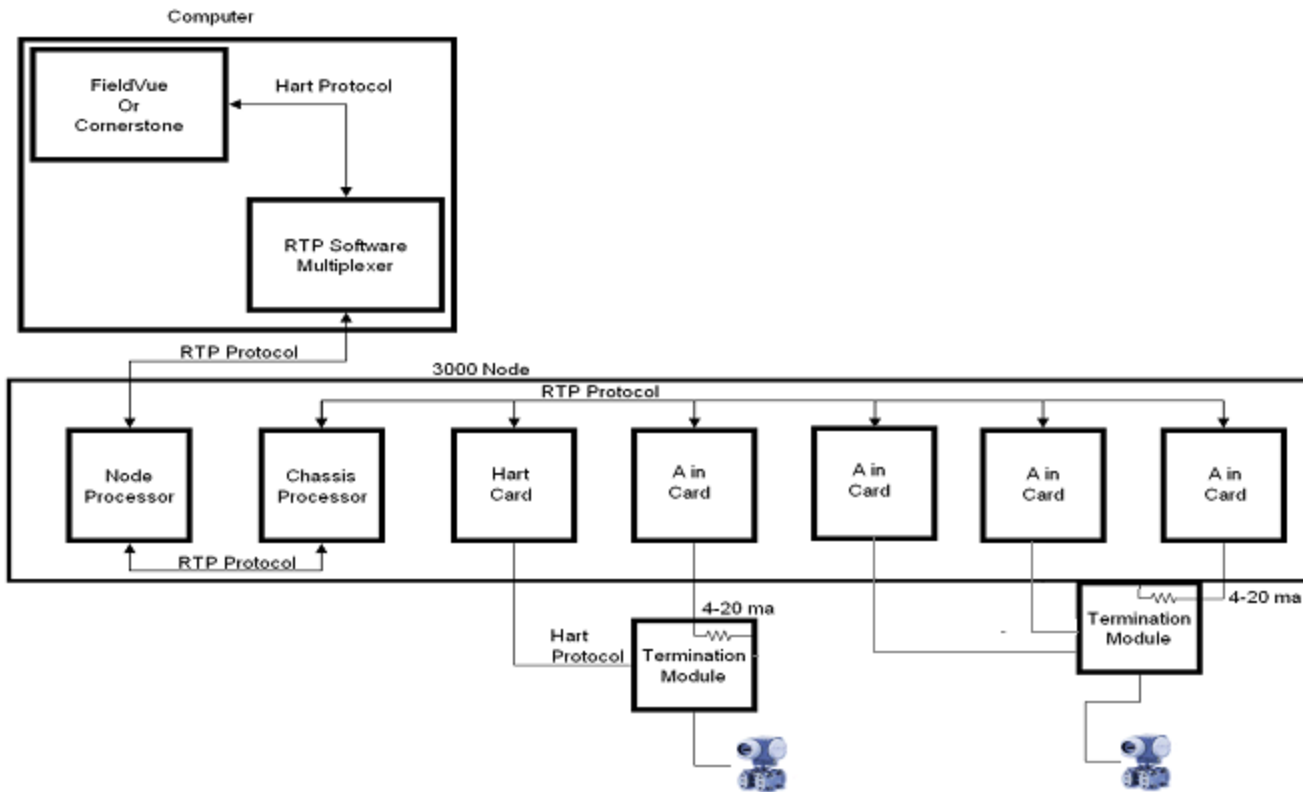 Computer
FieldVue
Or
Cornerstone
Hart Protocol
RTP Software
Multiplexer
RTP Protocol
3000 Node
RTP Protocol
Node
Processor
Chassis
Processor
Hart
Card
A in
Card
A in
Card
A in
Card
A in
Card
RTP Protocol
4-20 ma
Hart
Protocol
Termination
Module
4-20 ma
Termination
Module